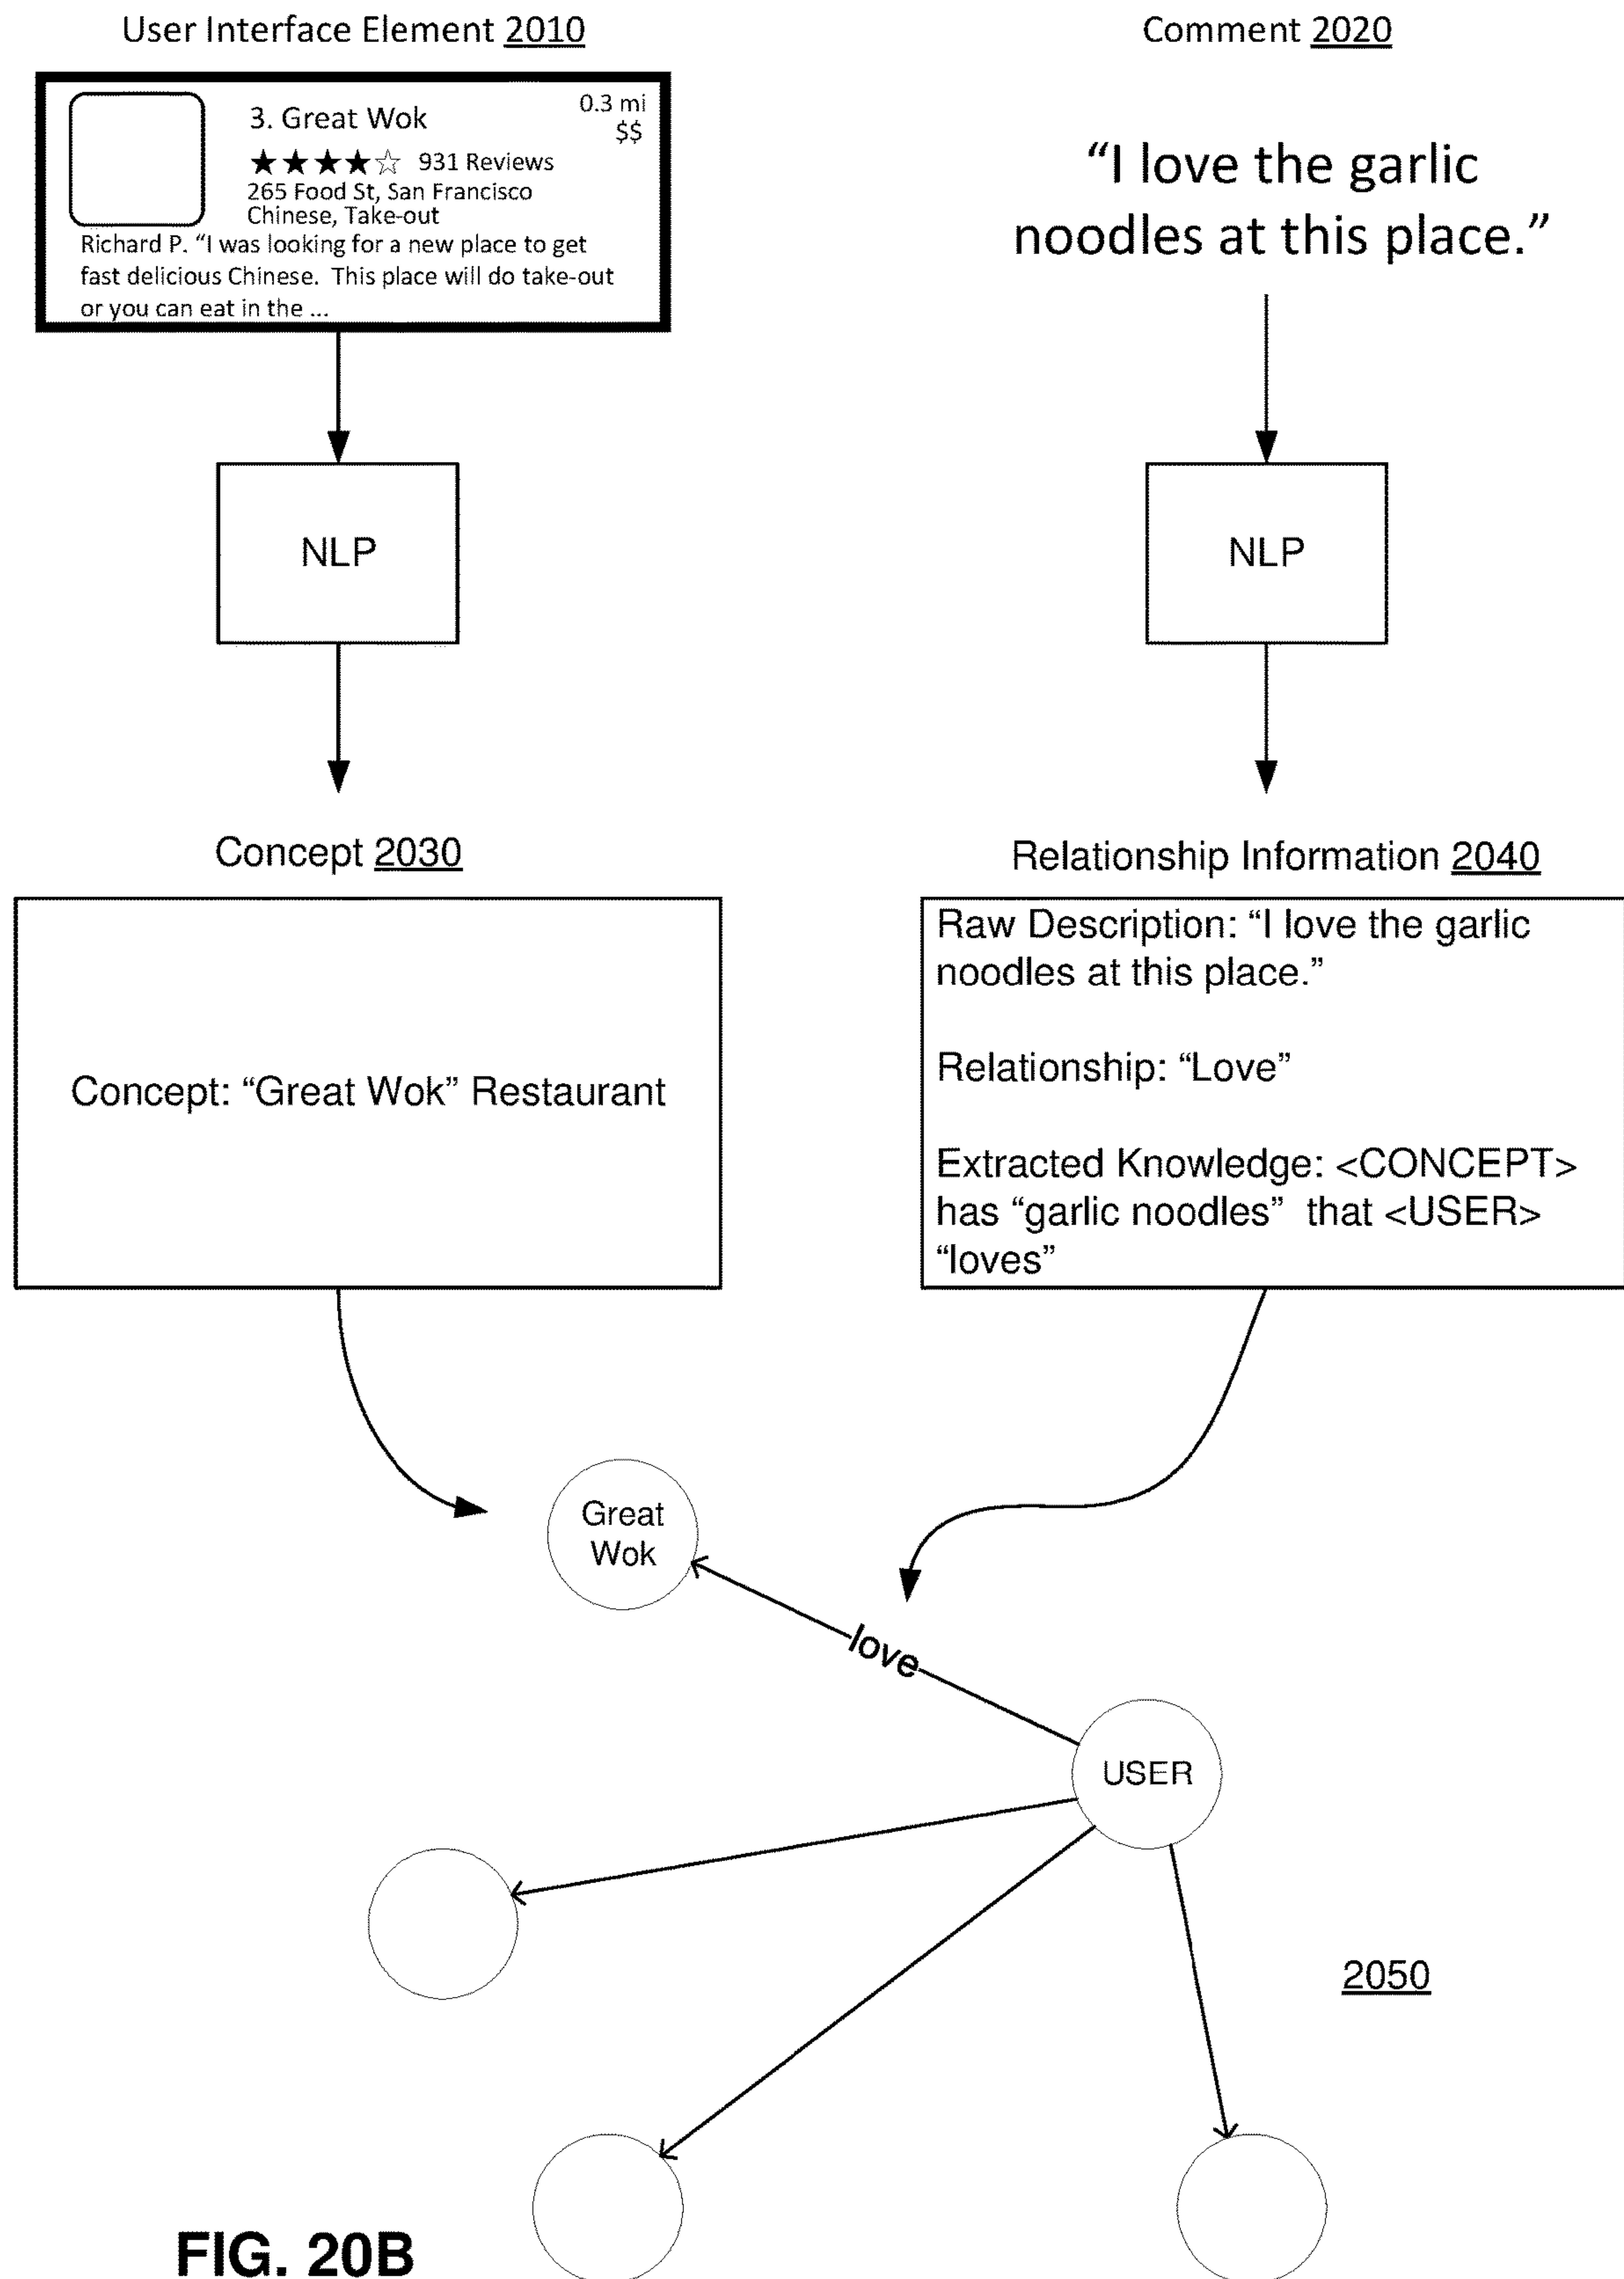 User Interface Element 2010
3. Great Wok
0.3 mi
$$
★★★★☆ 931 Reviews
265 Food St, San Francisco
Chinese, Take-out
Richard P. “I was looking for a new place to get
fast delicious Chinese. This place will do take-out
or you can eat in the ...
NLP
Concept 2030
Concept: “Great Wok” Restaurant
Comment 2020
“I love the garlic
noodles at this place.”
NLP
Relationship Information 2040
Raw Description: “I love the garlic
noodles at this place.”
Relationship: “Love”
Extracted Knowledge: <CONCEPT>
has “garlic noodles” that <USER>
“loves”
Great
Wok
love
USER
2050
FIG. 20B